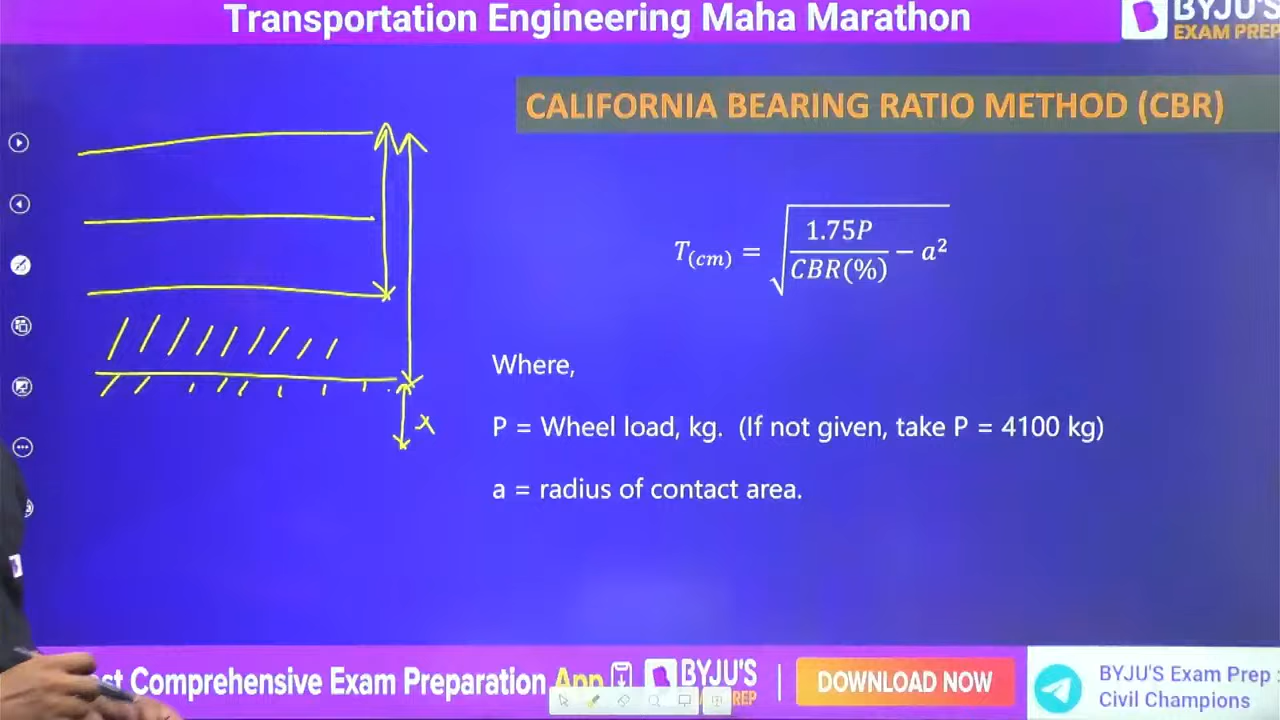 Transportation Engineering Maha Marathon
BYJU'S
EXAM PREP
CALIFORNIA BEARING RATIO METHOD (CBR)
T(cm) = √(1.75P / CBR(%) − a²)
x
Where,
P = Wheel load, kg. (If not given, take P = 4100 kg)
a = radius of contact area.
Comprehensive Exam Preparation App
BYJU'S
DOWNLOAD NOW
BYJU'S Exam Prep :
Civil Champions